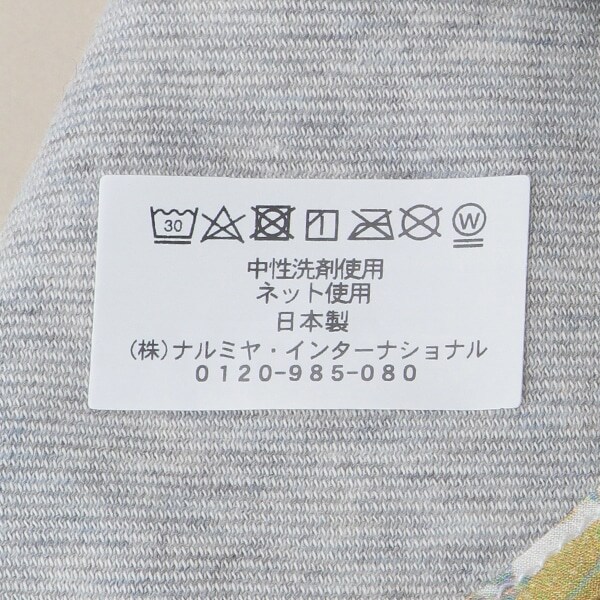 30 W
中性洗剤使用
ネット使用
日本製
(株)ナルミヤ・インターナショナル
0120-985-080